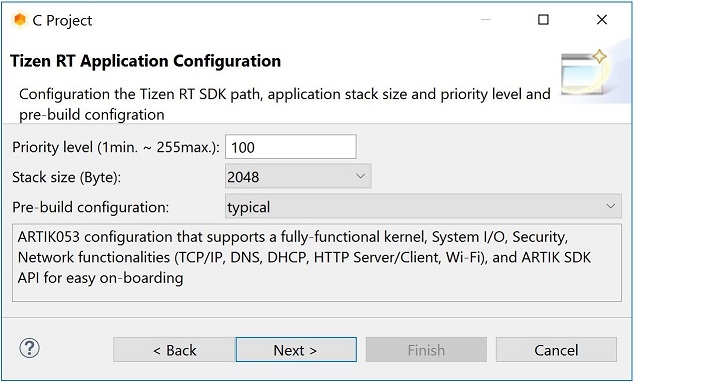 C Project
Tizen RT Application Configuration
Configuration the Tizen RT SDK path, application stack size and priority level and
pre-build configration
Priority level (1min. ~ 255max.): 100
Stack size (Byte): 2048
Pre-build configuration: typical
ARTIK053 configuration that supports a fully-functional kernel, System I/O, Security,
Network functionalities (TCP/IP, DNS, DHCP, HTTP Server/Client, Wi-Fi), and ARTIK SDK
API for easy on-boarding
? < Back Next > Finish Cancel